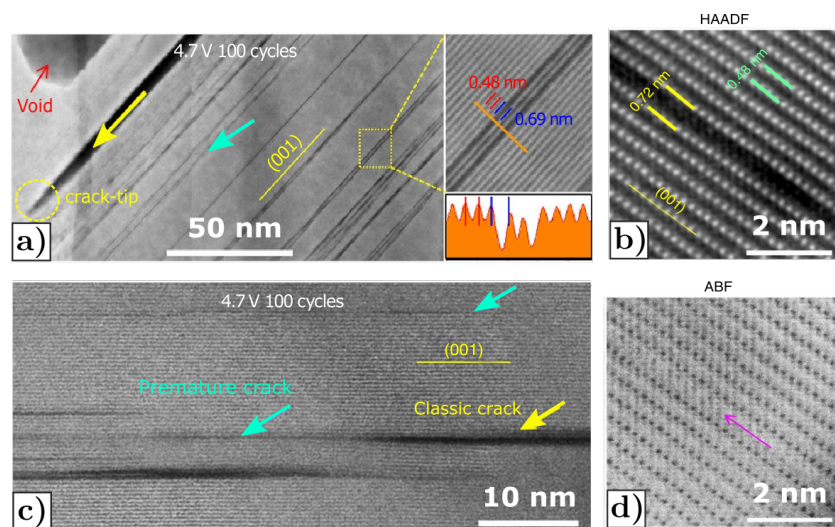 4.7 V 100 cycles
Void
crack-tip
(001)
50 nm
a)
0.48 nm
0.69 nm
HAADF
0.72 nm
0.48 nm
(001)
2 nm
b)
4.7 V 100 cycles
(001)
Premature crack
Classic crack
10 nm
c)
ABF
2 nm
d)